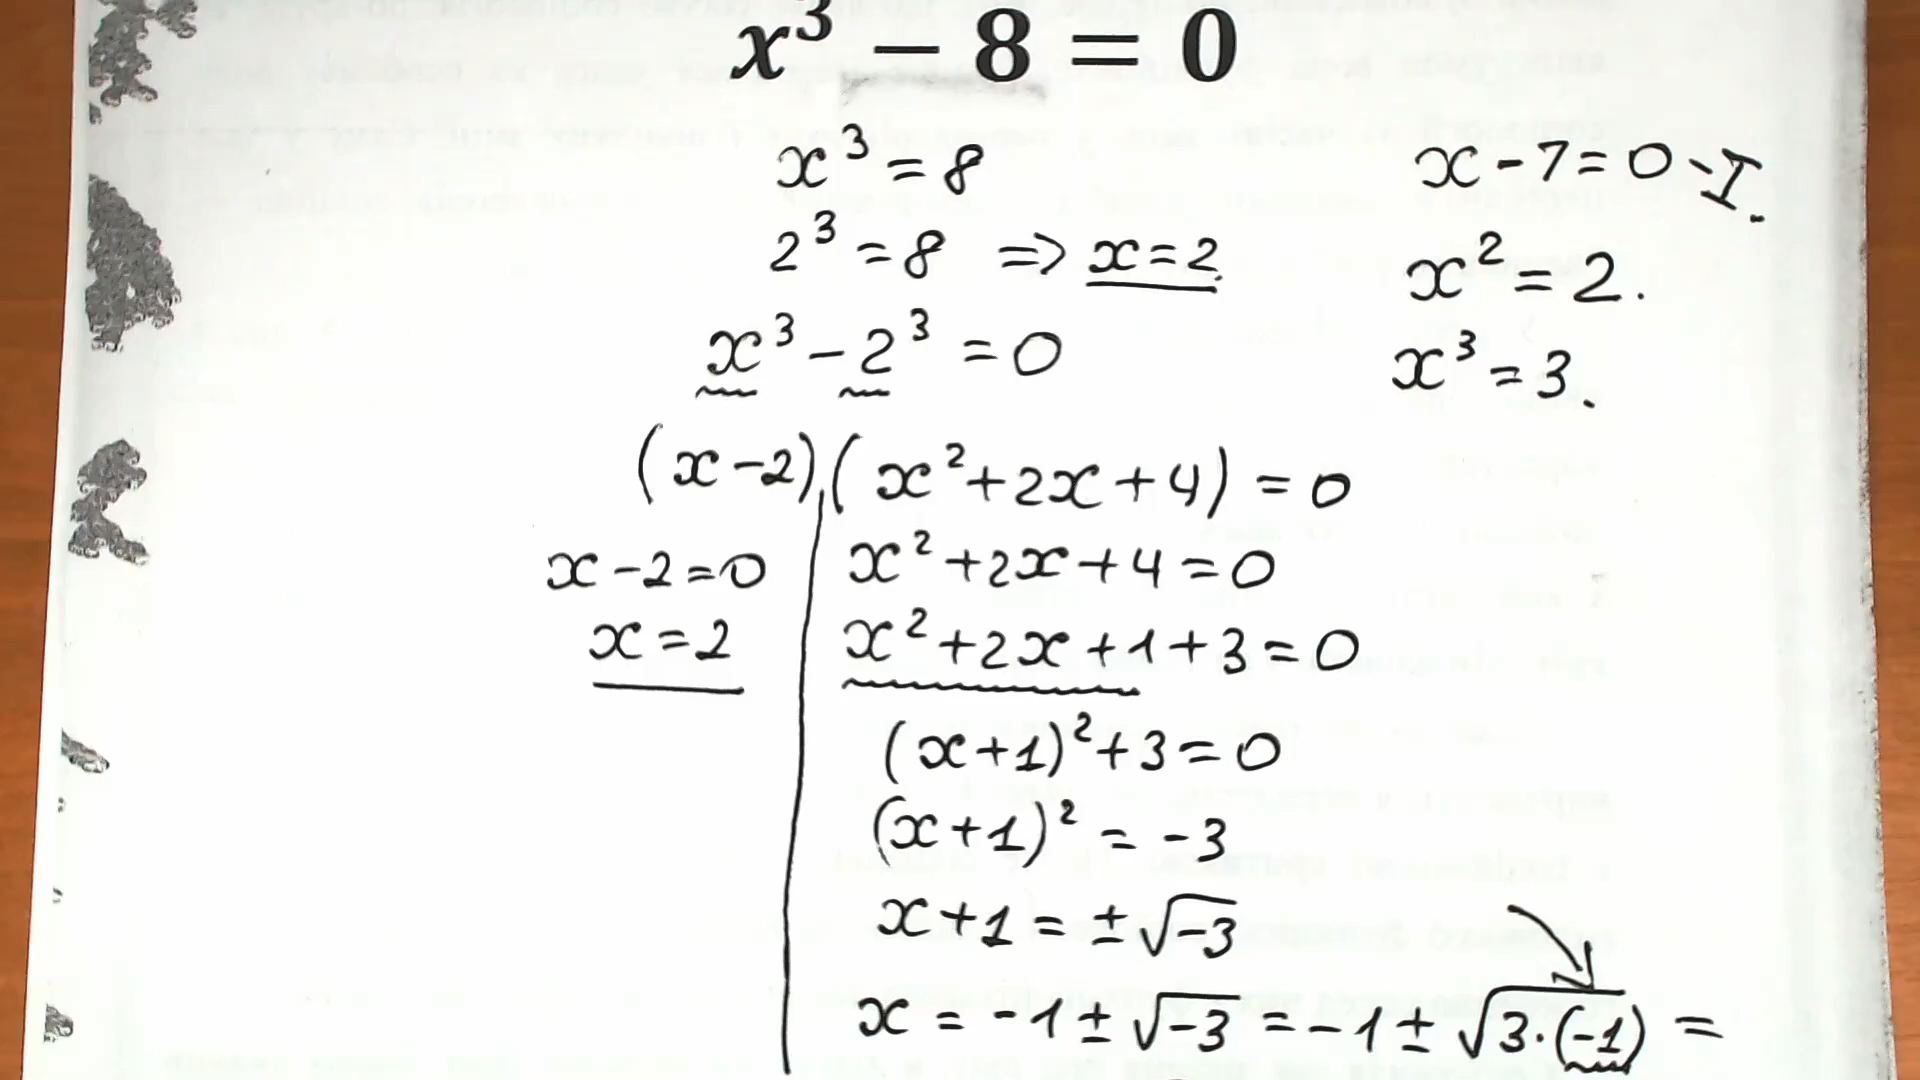 x³ − 8 = 0
x³ = 8
2³ = 8 => x = 2
x³ − 2³ = 0
(x − 2)(x² + 2x + 4) = 0
x − 2 = 0
x = 2
x² + 2x + 4 = 0
x² + 2x + 1 + 3 = 0
(x + 1)² + 3 = 0
(x + 1)² = −3
x + 1 = ±√−3
x = −1 ± √−3 = −1 ± √3·(−1) =
x − 7 = 0 − I.
x² = 2.
x³ = 3.